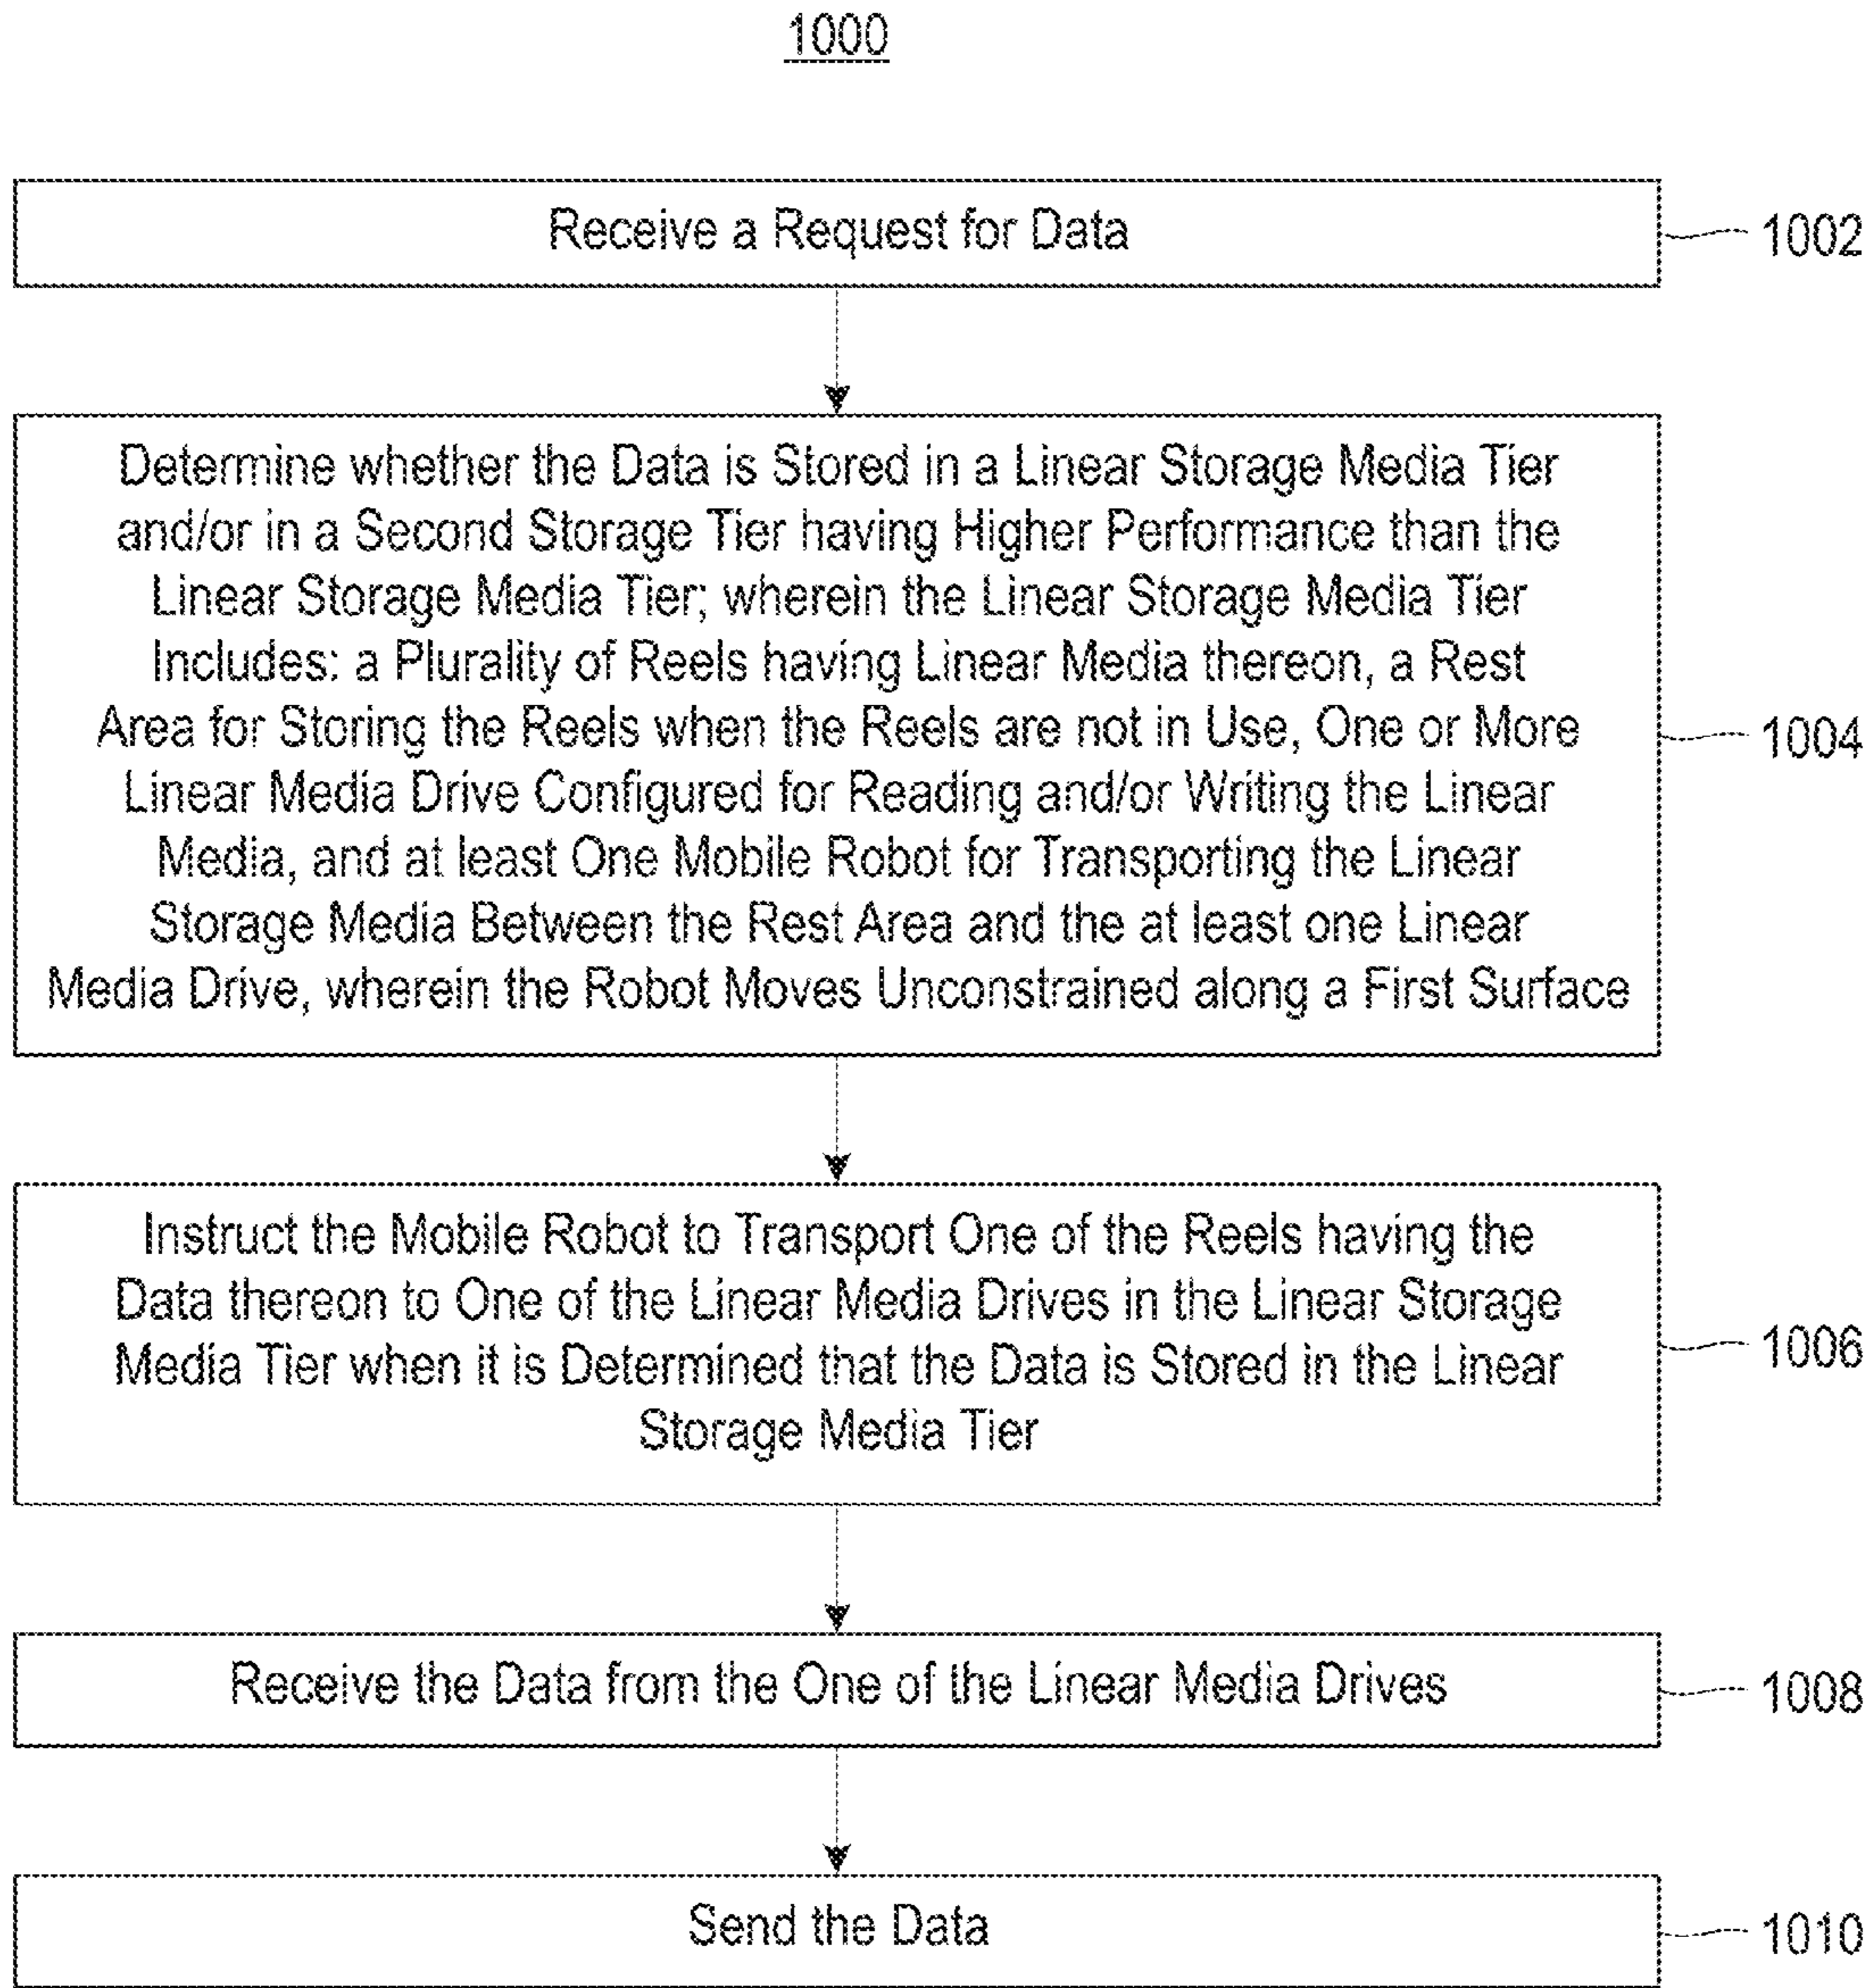 1000
Receive a Request for Data
1002
Determine whether the Data is Stored in a Linear Storage Media Tier
and/or in a Second Storage Tier having Higher Performance than the
Linear Storage Media Tier; wherein the Linear Storage Media Tier
Includes: a Plurality of Reels having Linear Media thereon, a Rest
Area for Storing the Reels when the Reels are not in Use, One or More
Linear Media Drive Configured for Reading and/or Writing the Linear
Media, and at least One Mobile Robot for Transporting the Linear
Storage Media Between the Rest Area and the at least one Linear
Media Drive, wherein the Robot Moves Unconstrained along a First Surface
1004
Instruct the Mobile Robot to Transport One of the Reels having the
Data thereon to One of the Linear Media Drives in the Linear Storage
Media Tier when it is Determined that the Data is Stored in the Linear
Storage Media Tier
1006
Receive the Data from the One of the Linear Media Drives
1008
Send the Data
1010